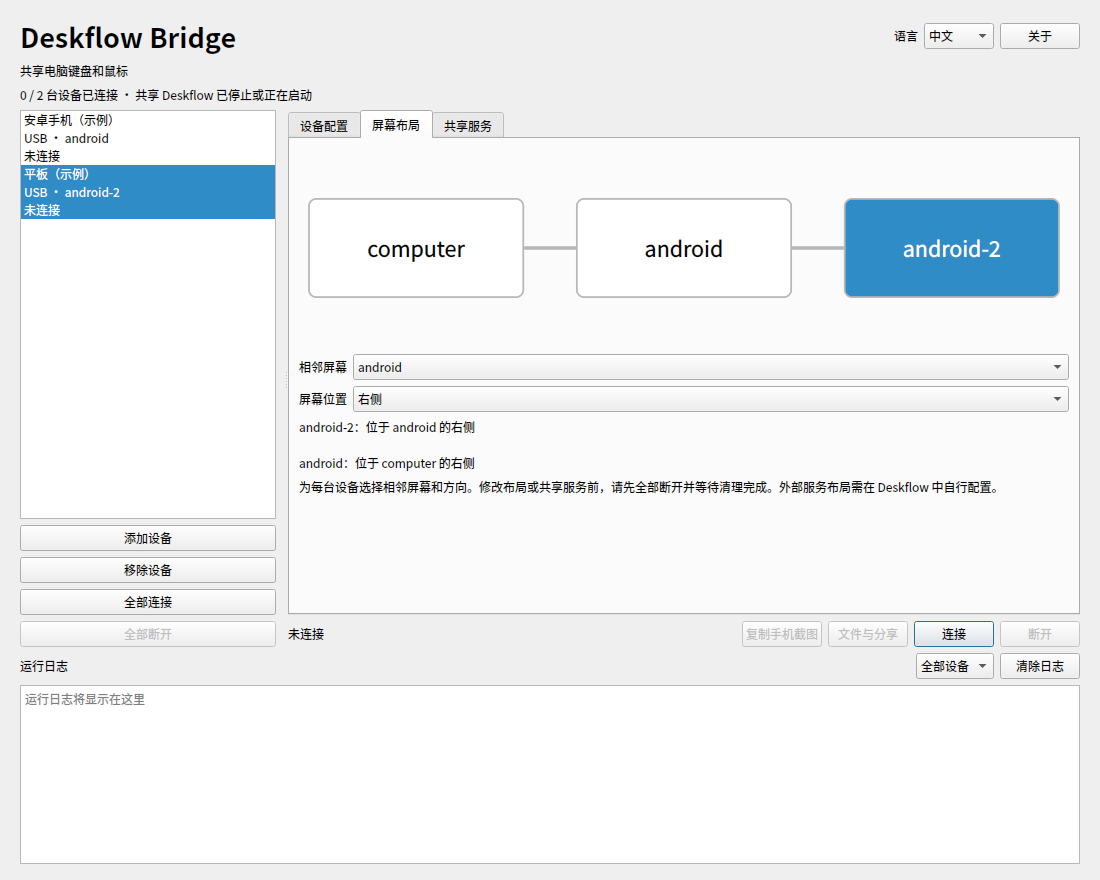 Deskflow Bridge
语言 中文 关于
共享电脑键盘和鼠标
0 / 2 台设备已连接 · 共享 Deskflow 已停止或正在启动
安卓手机（示例）
USB · android
未连接
平板（示例）
USB · android-2
未连接
添加设备
移除设备
全部连接
全部断开
设备配置 屏幕布局 共享服务
computer android android-2
相邻屏幕 android
屏幕位置 右侧
android-2：位于 android 的右侧
android：位于 computer 的右侧
为每台设备选择相邻屏幕和方向。修改布局或共享服务前，请先全部断开并等待清理完成。外部服务布局需在 Deskflow 中自行配置。
未连接 复制手机截图 文件与分享 连接 断开
运行日志 全部设备 清除日志
运行日志将显示在这里